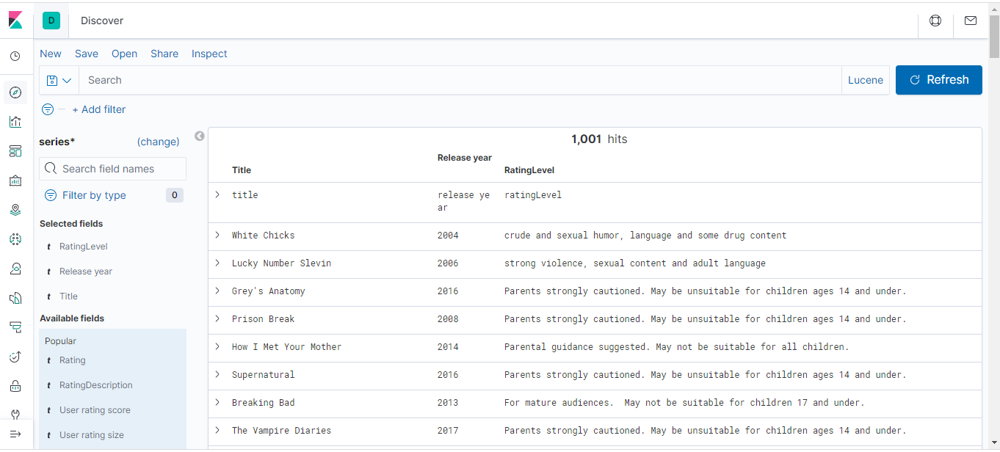 D Discover
New Save Open Share Inspect
Search Lucene Refresh
+ Add filter
series* (change)
Search field names
Filter by type 0
Selected fields
t RatingLevel
t Release year
t Title
Available fields
Popular
t Rating
t RatingDescription
t User rating score
t User rating size
1,001 hits
Title Release year RatingLevel
title release ye ratingLevel
ar
White Chicks 2004 crude and sexual humor, language and some drug content
Lucky Number Slevin 2006 strong violence, sexual content and adult language
Grey's Anatomy 2016 Parents strongly cautioned. May be unsuitable for children ages 14 and under.
Prison Break 2008 Parents strongly cautioned. May be unsuitable for children ages 14 and under.
How I Met Your Mother 2014 Parental guidance suggested. May not be suitable for all children.
Supernatural 2016 Parents strongly cautioned. May be unsuitable for children ages 14 and under.
Breaking Bad 2013 For mature audiences.  May not be suitable for children 17 and under.
The Vampire Diaries 2017 Parents strongly cautioned. May be unsuitable for children ages 14 and under.